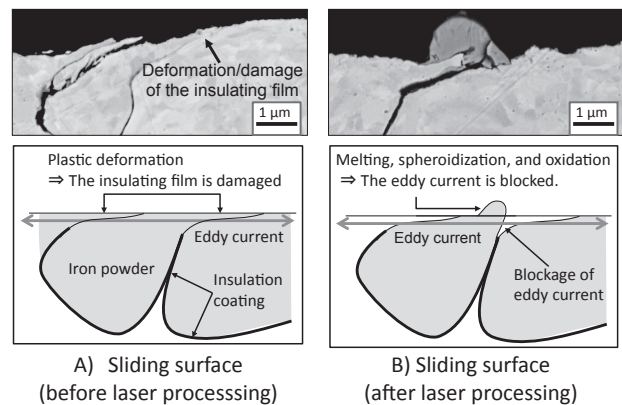 Deformation/damage
of the insulating film
1 μm
1 μm
Plastic deformation
⇒ The insulating film is damaged
Eddy current
Iron powder
Insulation
coating
Melting, spheroidization, and oxidation
⇒ The eddy current is blocked.
Eddy current
Blockage of
eddy current
A) Sliding surface
(before laser processsing)
B) Sliding surface
(after laser processing)